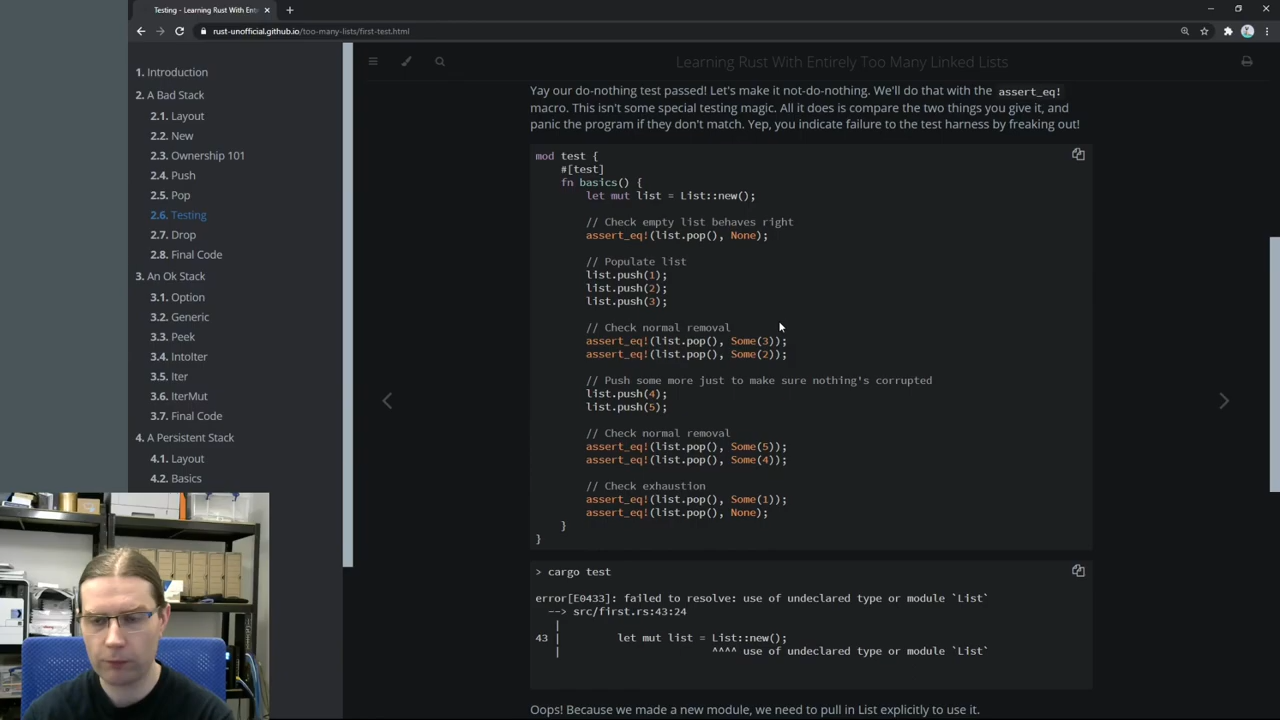 Testing - Learning Rust With Enti
rust-unofficial.github.io/too-many-lists/first-test.html
1. Introduction
2. A Bad Stack
2.1. Layout
2.2. New
2.3. Ownership 101
2.4. Push
2.5. Pop
2.6. Testing
2.7. Drop
2.8. Final Code
3. An Ok Stack
3.1. Option
3.2. Generic
3.3. Peek
3.4. IntoIter
3.5. Iter
3.6. IterMut
3.7. Final Code
4. A Persistent Stack
4.1. Layout
4.2. Basics
Learning Rust With Entirely Too Many Linked Lists
Yay our do-nothing test passed! Let's make it not-do-nothing. We'll do that with the assert_eq!
macro. This isn't some special testing magic. All it does is compare the two things you give it, and
panic the program if they don't match. Yep, you indicate failure to the test harness by freaking out!
mod test {
#[test]
fn basics() {
let mut list = List::new();
// Check empty list behaves right
assert_eq!(list.pop(), None);
// Populate list
list.push(1);
list.push(2);
list.push(3);
// Check normal removal
assert_eq!(list.pop(), Some(3));
assert_eq!(list.pop(), Some(2));
// Push some more just to make sure nothing's corrupted
list.push(4);
list.push(5);
// Check normal removal
assert_eq!(list.pop(), Some(5));
assert_eq!(list.pop(), Some(4));
// Check exhaustion
assert_eq!(list.pop(), Some(1));
assert_eq!(list.pop(), None);
}
}
> cargo test
error[E0433]: failed to resolve: use of undeclared type or module `List`
--> src/first.rs:43:24
|
43 | let mut list = List::new();
| ^^^^ use of undeclared type or module `List`
Oops! Because we made a new module, we need to pull in List explicitly to use it.